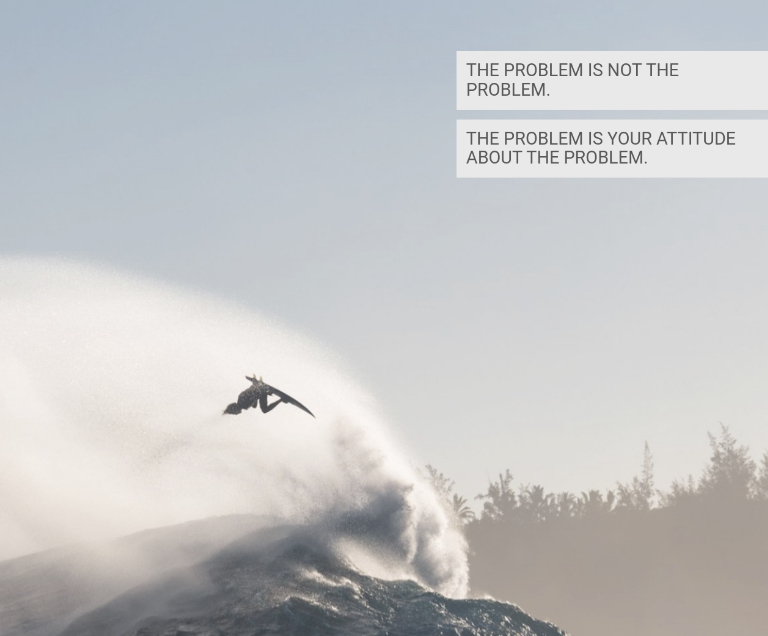 THE PROBLEM IS NOT THE
PROBLEM.
THE PROBLEM IS YOUR ATTITUDE
ABOUT THE PROBLEM.